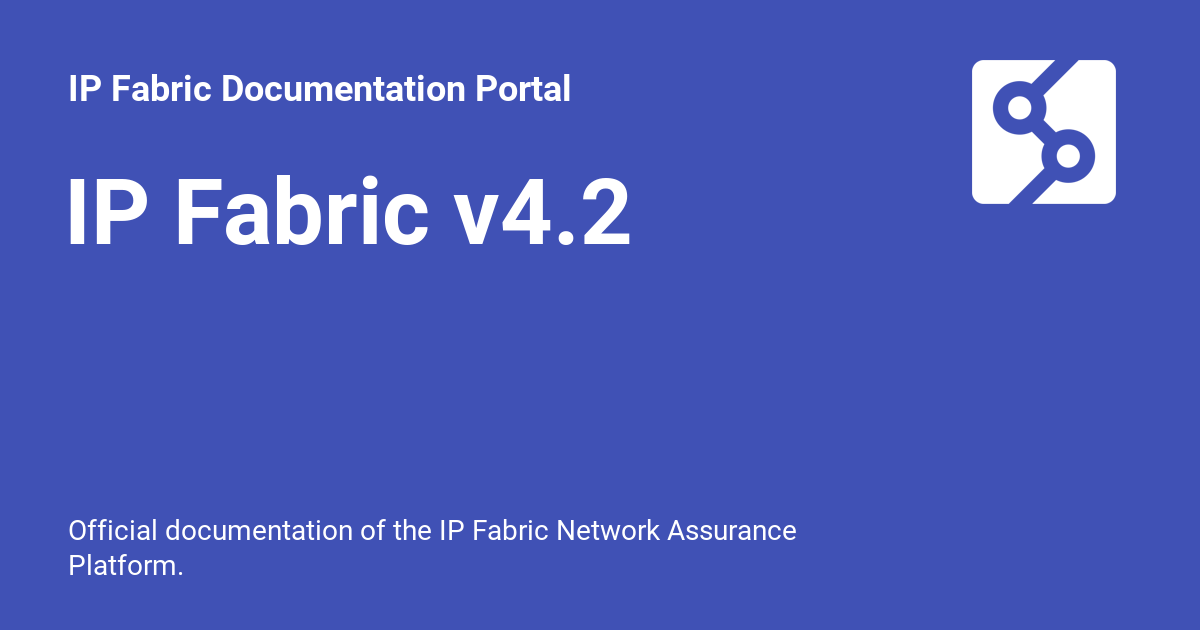 IP Fabric Documentation Portal
IP Fabric v4.2
Official documentation of the IP Fabric Network Assurance
Platform.